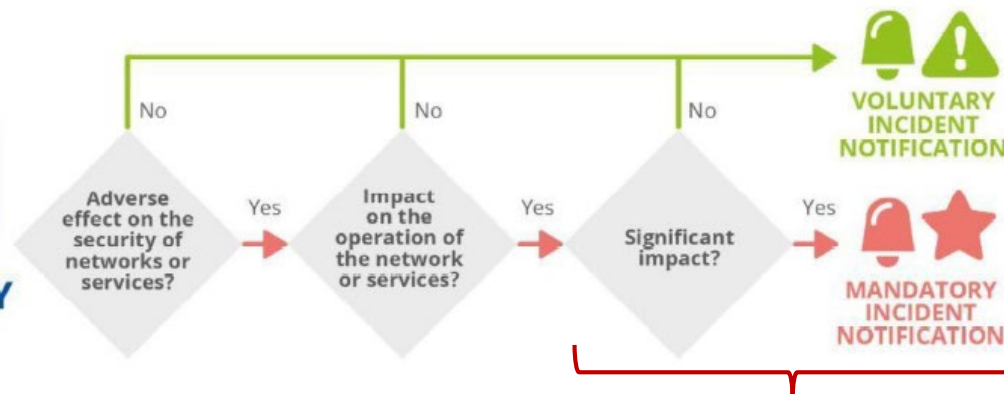 No
No
No
VOLUNTARY
INCIDENT
NOTIFICATION
Adverse
effect on the
security of
networks or
services?
Yes
Impact
on the
operation of
the network
or services?
Yes
Significant
impact?
Yes
MANDATORY
INCIDENT
NOTIFICATION
Y